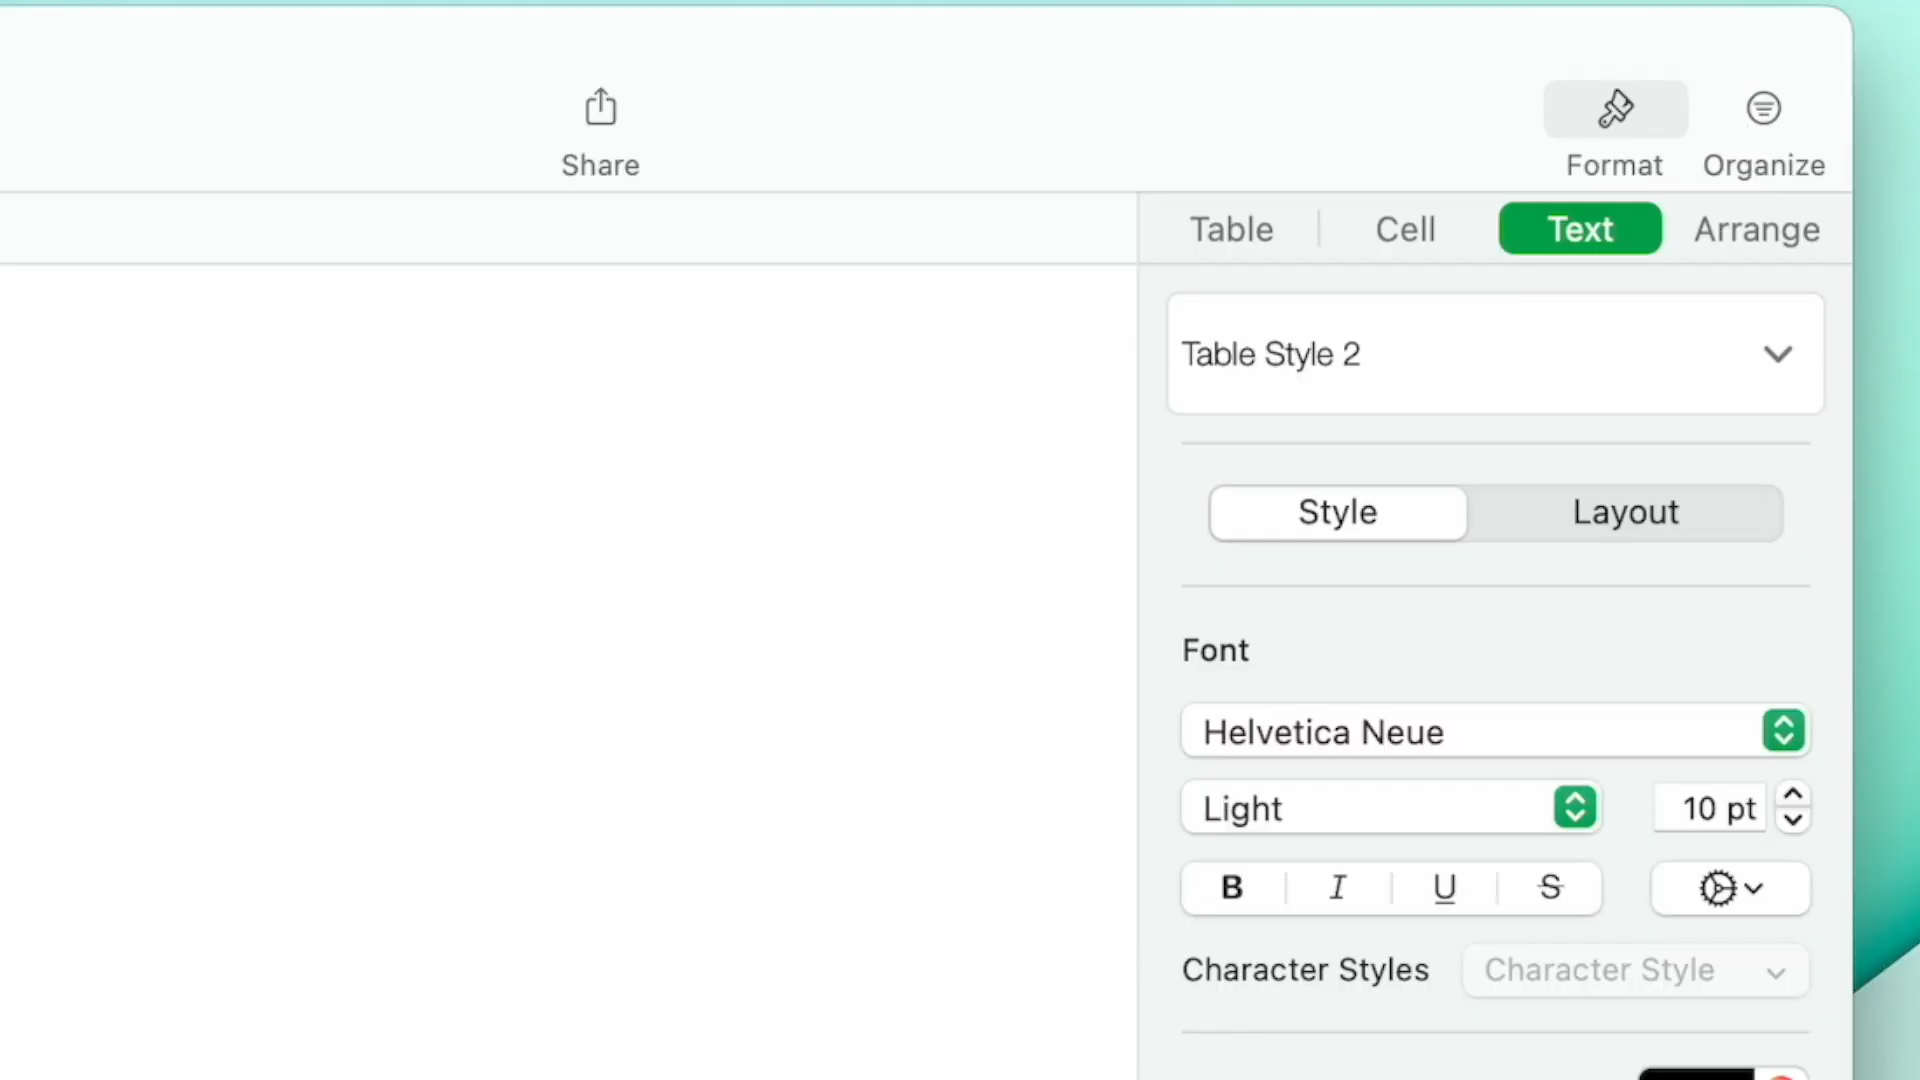 Share
Format Organize
Table Cell Text Arrange
Table Style 2
Style Layout
Font
Helvetica Neue
Light 10 pt
B I U S
Character Styles Character Style